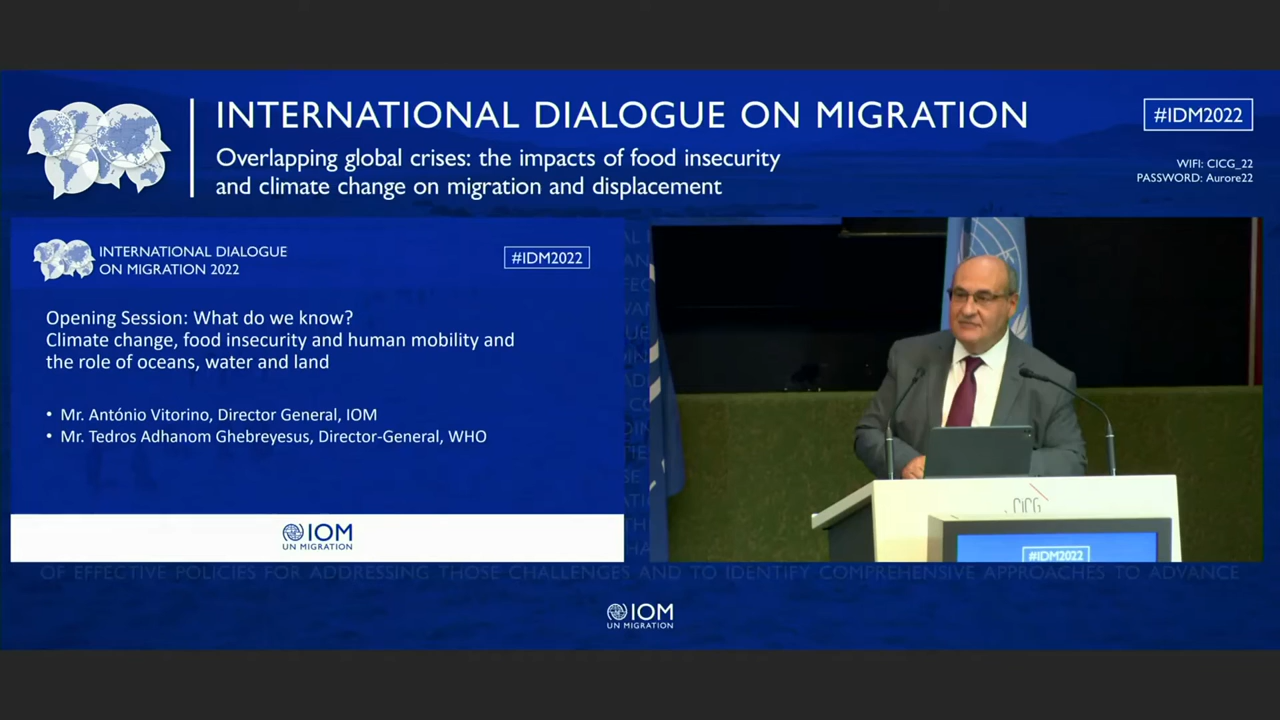 INTERNATIONAL DIALOGUE ON MIGRATION
Overlapping global crises: the impacts of food insecurity
and climate change on migration and displacement
#IDM2022
WIFI: CICG_22
PASSWORD: Aurore22
INTERNATIONAL DIALOGUE
ON MIGRATION 2022
#IDM2022
Opening Session: What do we know?
Climate change, food insecurity and human mobility and
the role of oceans, water and land
• Mr. António Vitorino, Director General, IOM
• Mr. Tedros Adhanom Ghebreyesus, Director-General, WHO
IOM
UN MIGRATION
CICG
#IDM2022
OF EFFECTIVE POLICIES FOR ADDRESSING THOSE CHALLENGES AND TO IDENTIFY COMPREHENSIVE APPROACHES TO ADVANCE
IOM
UN MIGRATION